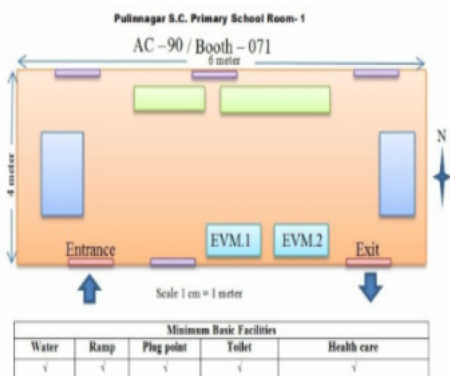 Pulinnagar S.C. Primary School Room- 1
AC –90 / Booth – 071
6 meter
4 meter
N
EVM.1 EVM.2
Entrance Exit
Scale 1 cm = 1 meter
Minimum Basic Facilities
Water Ramp Plug point Toilet Health care
√ √ √ √ √